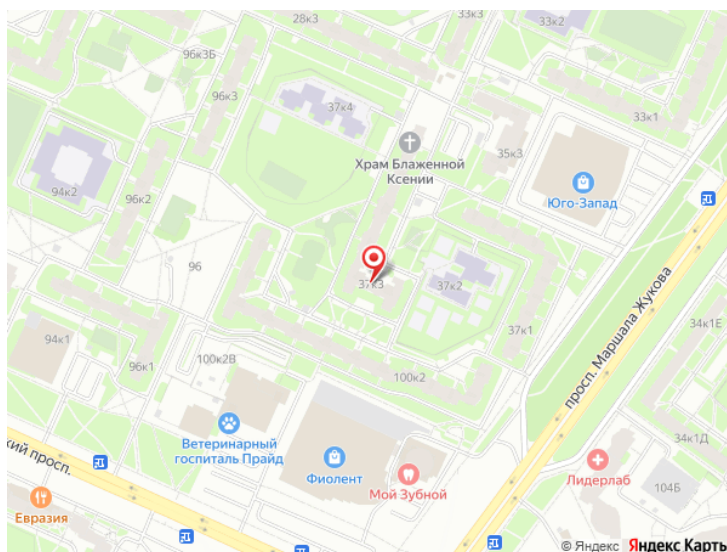 28к3
33к3
33к2
96к3Б
96к3
37к4
33к1
35к3
Храм Блаженной
Ксении
94к2
96к2
Юго-Запад
96
37к3
37к2
просп. Маршала Жукова
37к1
34к1Е
94к1
96к1
100к2В
100к2
Ветеринарный
госпиталь Прайд
34к1Д
кий просп.
Фиолент
Мой Зубной
Лидерлаб
104Б
Евразия
© Яндекс Яндекс Карты